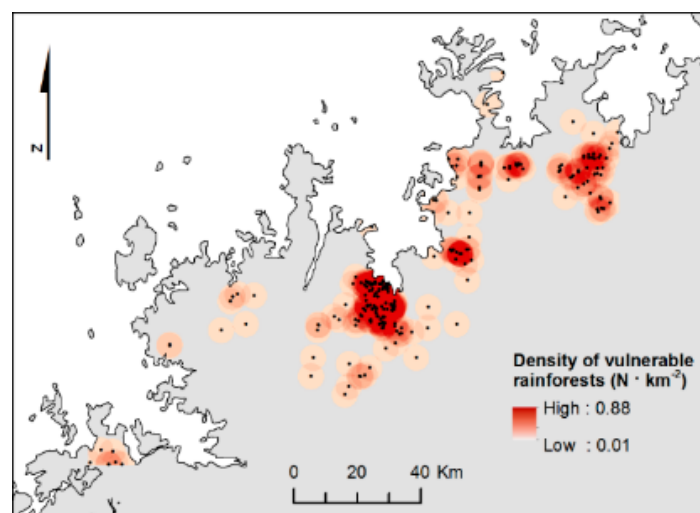 N
Density of vulnerable
rainforests (N · km⁻²)
High : 0.88
Low : 0.01
0 20 40 Km